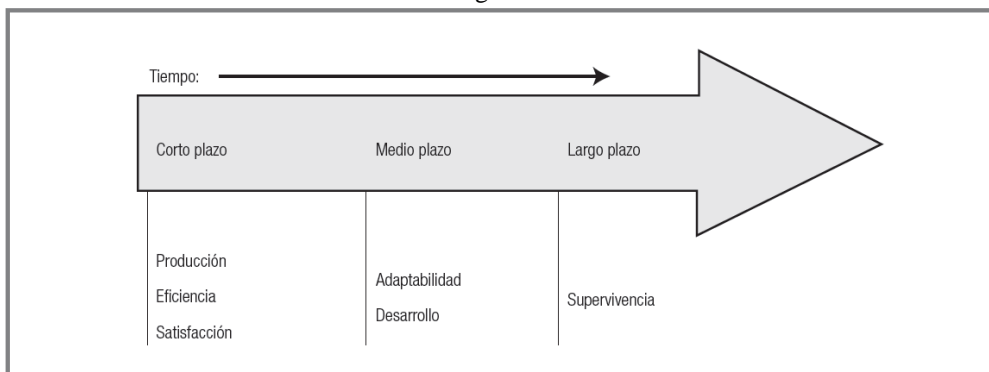 Tiempo:
Corto plazo
Medio plazo
Largo plazo
Producción
Eficiencia
Satisfacción
Adaptabilidad
Desarrollo
Supervivencia